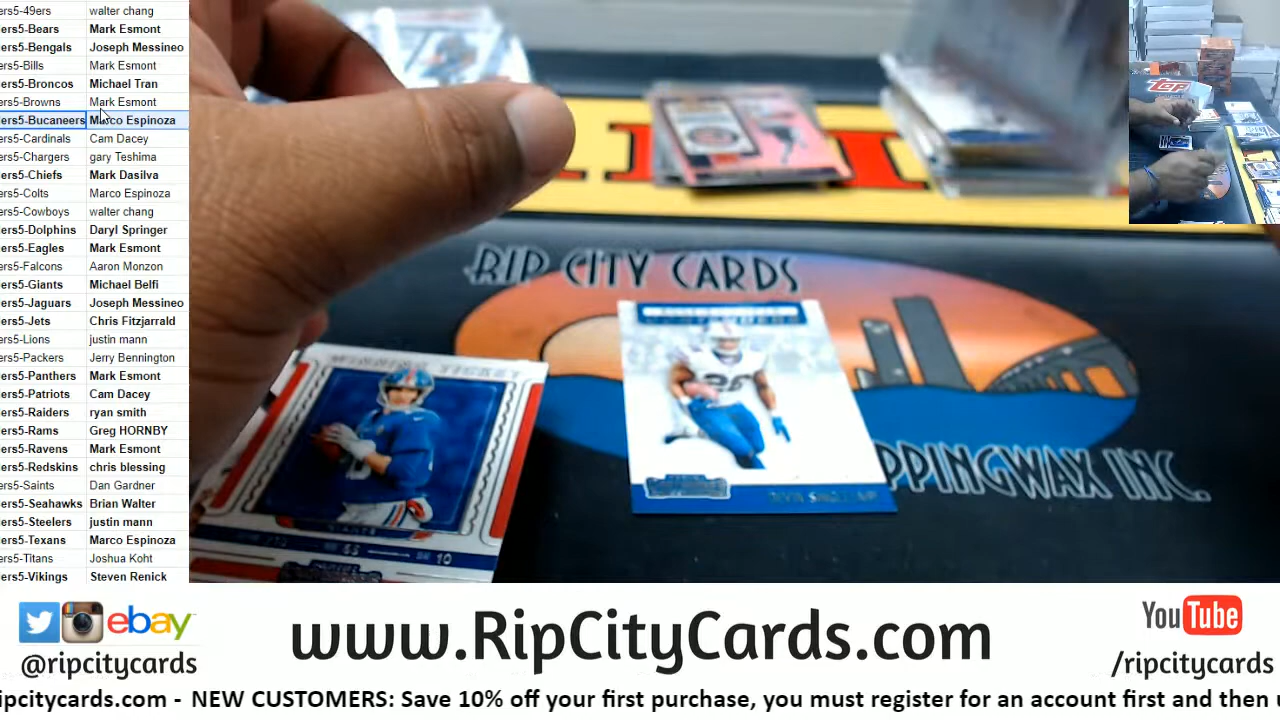 ers5-49ers walter chang
ers5-Bears Mark Esmont
ers5-Bengals Joseph Messineo
ers5-Bills Mark Esmont
ers5-Broncos Michael Tran
ers5-Browns Mark Esmont
ers5-Bucaneers Marco Espinoza
ers5-Cardinals Cam Dacey
ers5-Chargers gary Teshima
ers5-Chiefs Mark Dasilva
ers5-Colts Marco Espinoza
ers5-Cowboys walter chang
ers5-Dolphins Daryl Springer
ers5-Eagles Mark Esmont
ers5-Falcons Aaron Monzon
ers5-Giants Michael Belfi
ers5-Jaguars Joseph Messineo
ers5-Jets Chris Fitzjarrald
ers5-Lions justin mann
ers5-Packers Jerry Bennington
ers5-Panthers Mark Esmont
ers5-Patriots Cam Dacey
ers5-Raiders ryan smith
ers5-Rams Greg HORNBY
ers5-Ravens Mark Esmont
ers5-Redskins chris blessing
ers5-Saints Dan Gardner
ers5-Seahawks Brian Walter
ers5-Steelers justin mann
ers5-Texans Marco Espinoza
ers5-Titans Joshua Koht
ers5-Vikings Steven Renick
topps
RIP CITY CARDS
PPINGWAX INC.
WINNING TICKET
GIANTS
10
26
ebay
@ripcitycards
www.RipCityCards.com
YouTube
/ripcitycards
ipcitycards.com - NEW CUSTOMERS: Save 10% off your first purchase, you must register for an account first and then u